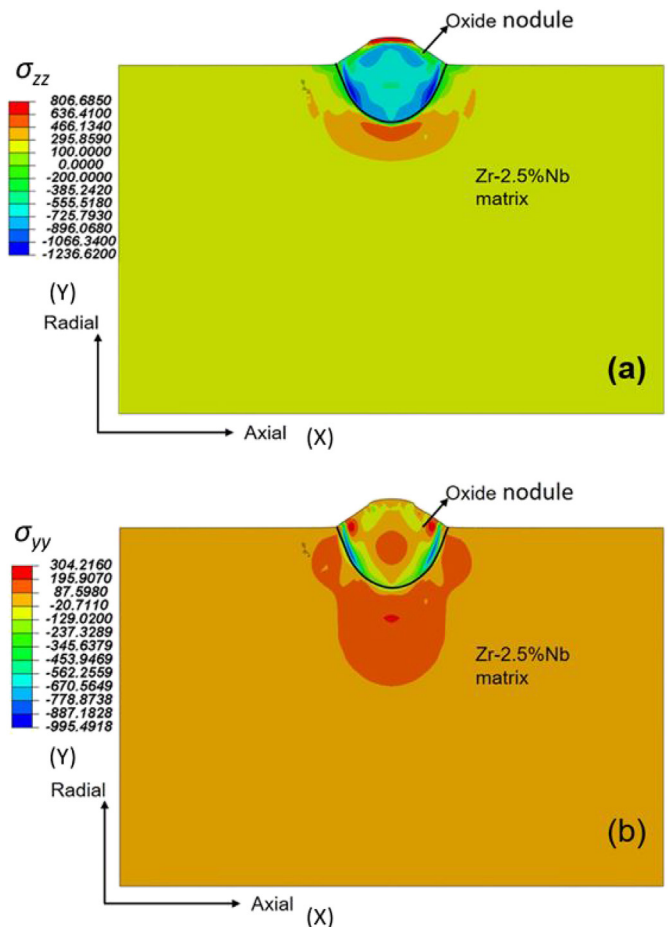 Oxide nodule
σzz
806.6850
636.4100
466.1340
295.8590
100.0000
0.0000
-200.0000
-385.2420
-555.5180
-725.7930
-896.0680
-1066.3400
-1236.6200
Zr-2.5%Nb
matrix
(Y)
Radial
(a)
Axial (X)
Oxide nodule
σyy
304.2160
195.9070
87.5980
-20.7110
-129.0200
-237.3289
-345.6379
-453.9469
-562.2559
-670.5649
-778.8738
-887.1828
-995.4918
Zr-2.5%Nb
matrix
(Y)
Radial
(b)
Axial (X)